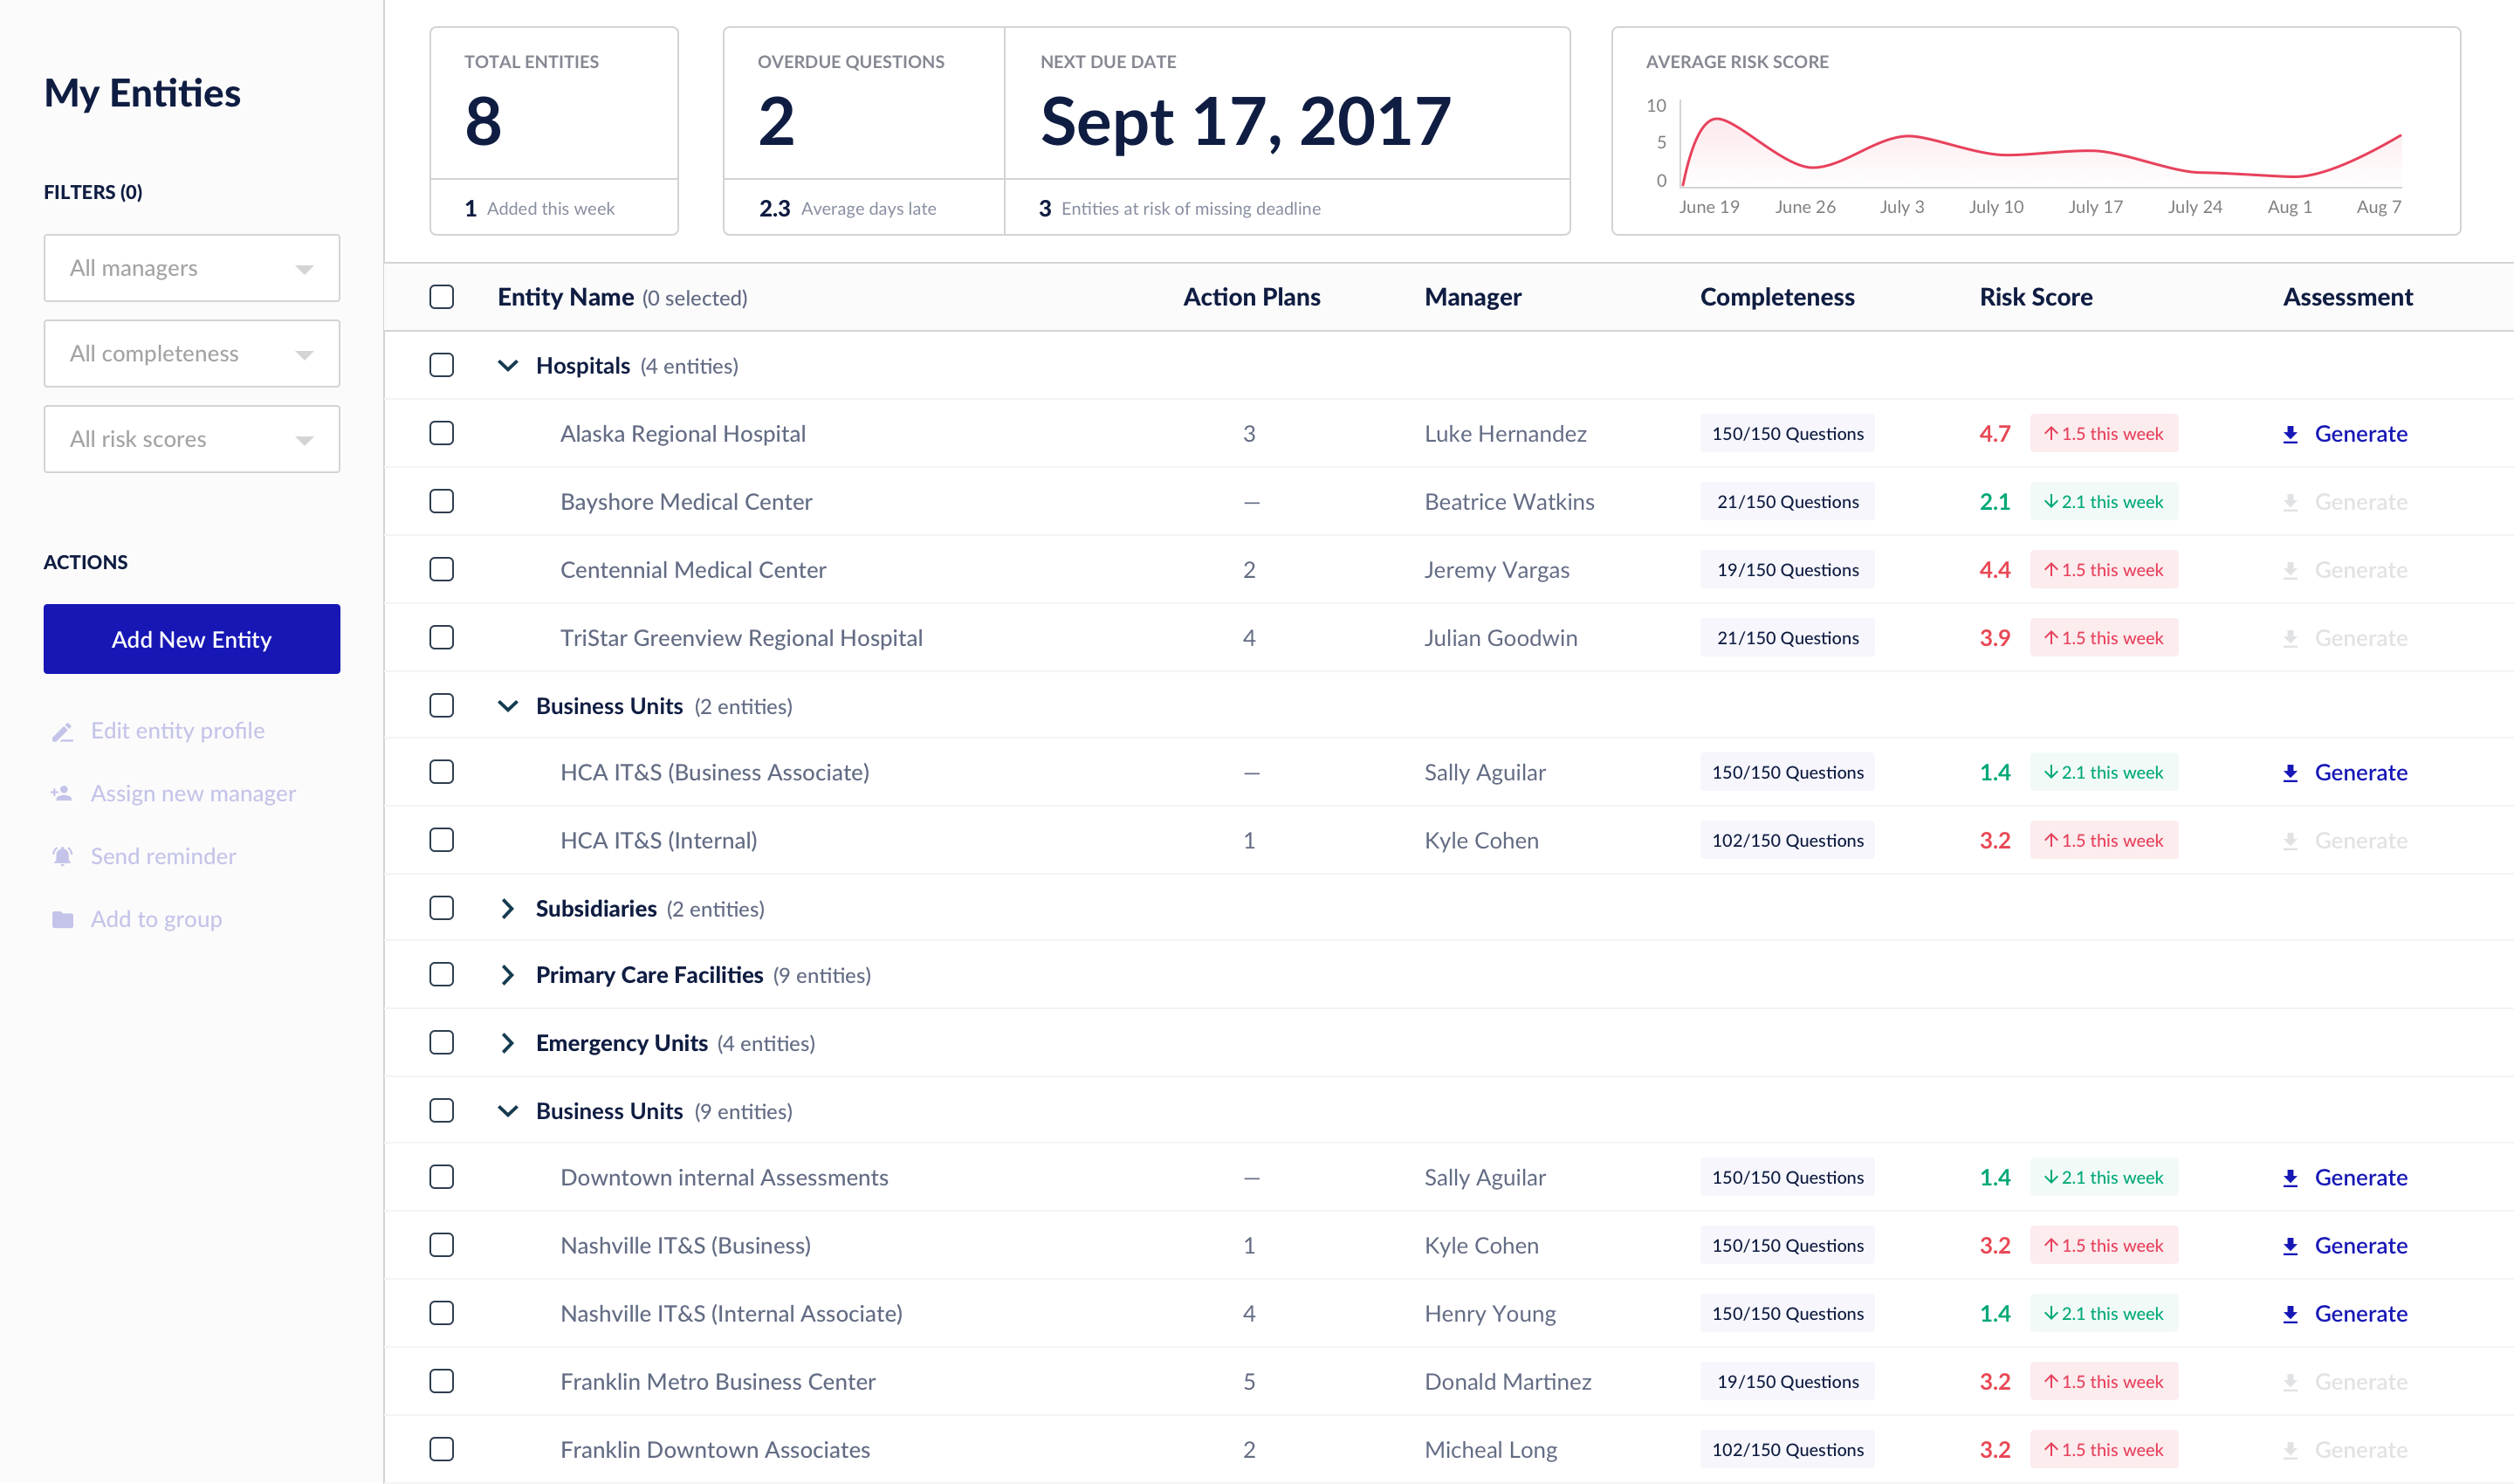 My Entities
FILTERS (0)
All managers
All completeness
All risk scores
ACTIONS
Add New Entity
Edit entity profile
Assign new manager
Send reminder
Add to group
TOTAL ENTITIES
8
1 Added this week
OVERDUE QUESTIONS
2
2.3 Average days late
NEXT DUE DATE
Sept 17, 2017
3 Entities at risk of missing deadline
AVERAGE RISK SCORE
10
5
0
June 19 June 26 July 3 July 10 July 17 July 24 Aug 1 Aug 7
Entity Name (0 selected) Action Plans Manager Completeness Risk Score Assessment
Hospitals (4 entities)
Alaska Regional Hospital 3 Luke Hernandez 150/150 Questions 4.7 ↑1.5 this week Generate
Bayshore Medical Center — Beatrice Watkins 21/150 Questions 2.1 ↓2.1 this week Generate
Centennial Medical Center 2 Jeremy Vargas 19/150 Questions 4.4 ↑1.5 this week Generate
TriStar Greenview Regional Hospital 4 Julian Goodwin 21/150 Questions 3.9 ↑1.5 this week Generate
Business Units (2 entities)
HCA IT&S (Business Associate) — Sally Aguilar 150/150 Questions 1.4 ↓2.1 this week Generate
HCA IT&S (Internal) 1 Kyle Cohen 102/150 Questions 3.2 ↑1.5 this week Generate
Subsidiaries (2 entities)
Primary Care Facilities (9 entities)
Emergency Units (4 entities)
Business Units (9 entities)
Downtown internal Assessments — Sally Aguilar 150/150 Questions 1.4 ↓2.1 this week Generate
Nashville IT&S (Business) 1 Kyle Cohen 150/150 Questions 3.2 ↑1.5 this week Generate
Nashville IT&S (Internal Associate) 4 Henry Young 150/150 Questions 1.4 ↓2.1 this week Generate
Franklin Metro Business Center 5 Donald Martinez 19/150 Questions 3.2 ↑1.5 this week Generate
Franklin Downtown Associates 2 Micheal Long 102/150 Questions 3.2 ↑1.5 this week Generate